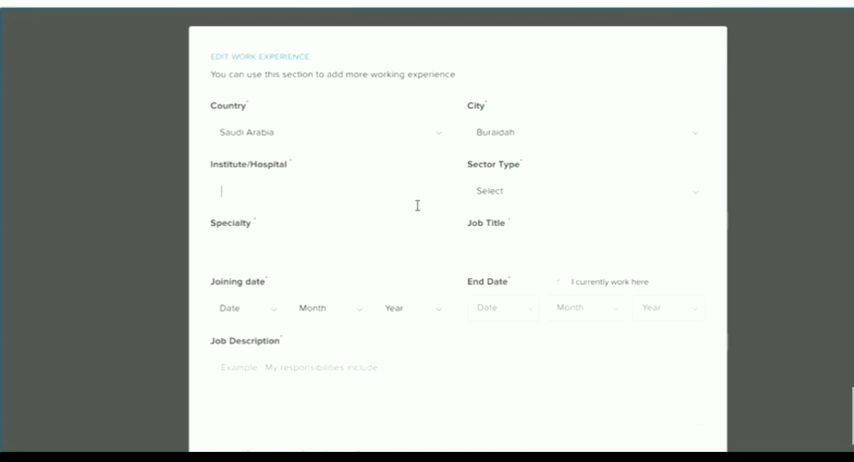 EDIT WORK EXPERIENCE
You can use this section to add more working experience
Country* City*
Saudi Arabia Buraidah
Institute/Hospital * Sector Type*
Select
Specialty * Job Title *
Joining date* End Date* I currently work here
Date Month Year Date Month Year
Job Description*
Example : My responsibilities include...